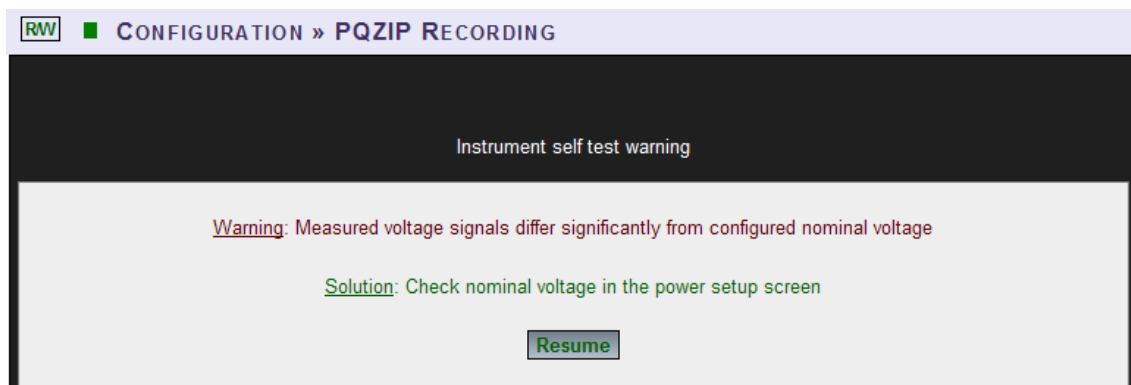 R/W CONFIGURATION » PQZIP RECORDING
Instrument self test warning
Warning: Measured voltage signals differ significantly from configured nominal voltage
Solution: Check nominal voltage in the power setup screen
Resume